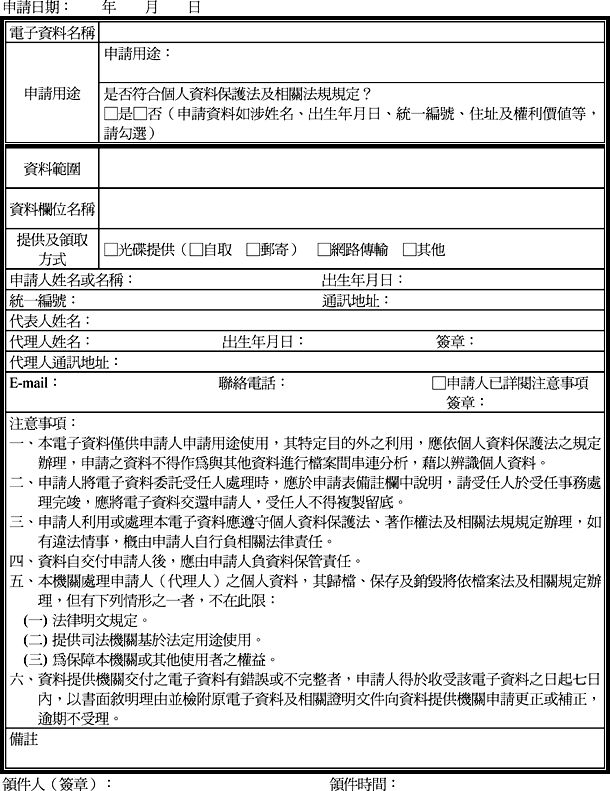 申請日期： 年 月 日
電子資料名稱
申請用途
申請用途：
是否符合個人資料保護法及相關法規規定？
□是□否（申請資料如涉姓名、出生年月日、統一編號、住址及權利價值等，
請勾選）
資料範圍
資料欄位名稱
提供及領取
方式
□光碟提供（□自取 □郵寄） □網路傳輸 □其他
申請人姓名或名稱： 出生年月日：
統一編號： 通訊地址：
代表人姓名：
代理人姓名： 出生年月日： 簽章：
代理人通訊地址：
E-mail： 聯絡電話： □申請人已詳閱注意事項
簽章：
注意事項：
一、本電子資料僅供申請人申請用途使用，其特定目的外之利用，應依個人資料保護法之規定
辦理，申請之資料不得作為與其他資料進行檔案間串連分析，藉以辨識個人資料。
二、申請人將電子資料委託受任人處理時，應於申請表備註欄中說明，請受任人於受任事務處
理完竣，應將電子資料交還申請人，受任人不得複製留底。
三、申請人利用或處理本電子資料應遵守個人資料保護法、著作權法及相關法規規定辦理，如
有違法情事，概由申請人自行負相關法律責任。
四、資料自交付申請人後，應由申請人負資料保管責任。
五、本機關處理申請人（代理人）之個人資料，其歸檔、保存及銷毀將依檔案法及相關規定辦
理，但有下列情形之一者，不在此限：
(一) 法律明文規定。
(二) 提供司法機關基於法定用途使用。
(三) 為保障本機關或其他使用者之權益。
六、資料提供機關交付之電子資料有錯誤或不完整者，申請人得於收受該電子資料之日起七日
內，以書面敘明理由並檢附原電子資料及相關證明文件向資料提供機關申請更正或補正，
逾期不受理。
備註
領件人（簽章）： 領件時間：